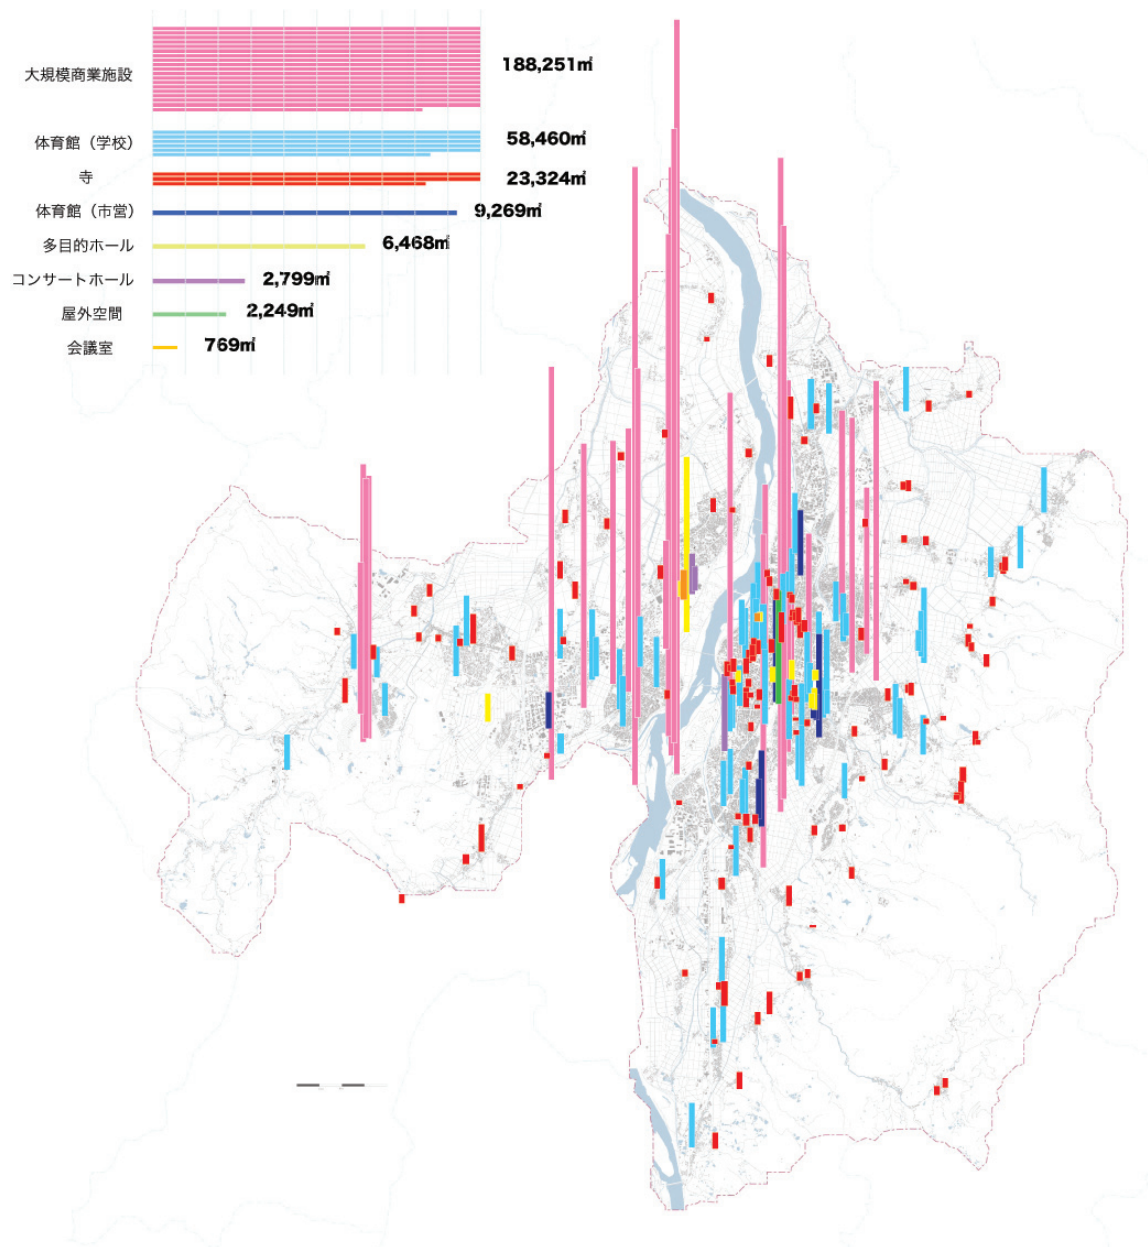 大規模商業施設 188,251㎡
体育館（学校） 58,460㎡
寺 23,324㎡
体育館（市営） 9,269㎡
多目的ホール 6,468㎡
コンサートホール 2,799㎡
屋外空間 2,249㎡
会議室 769㎡